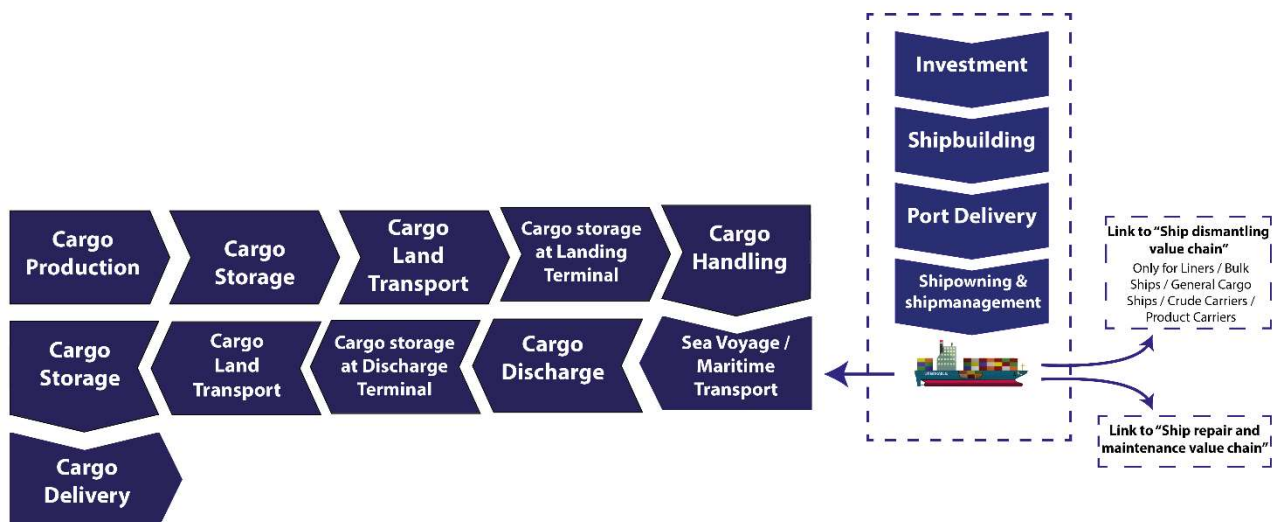 Cargo
Production
Cargo
Storage
Cargo
Land
Transport
Cargo storage
at Landing
Terminal
Cargo
Handling
Sea Voyage /
Maritime
Transport
Cargo
Discharge
Cargo storage
at Discharge
Terminal
Cargo
Land
Transport
Cargo
Storage
Cargo
Delivery
Investment
Shipbuilding
Port Delivery
Shipowning &
shipmanagement
Link to “Ship dismantling
value chain”
Only for Liners / Bulk
Ships / General Cargo
Ships / Crude Carriers /
Product Carriers
Link to “Ship repair and
maintenance value chain”